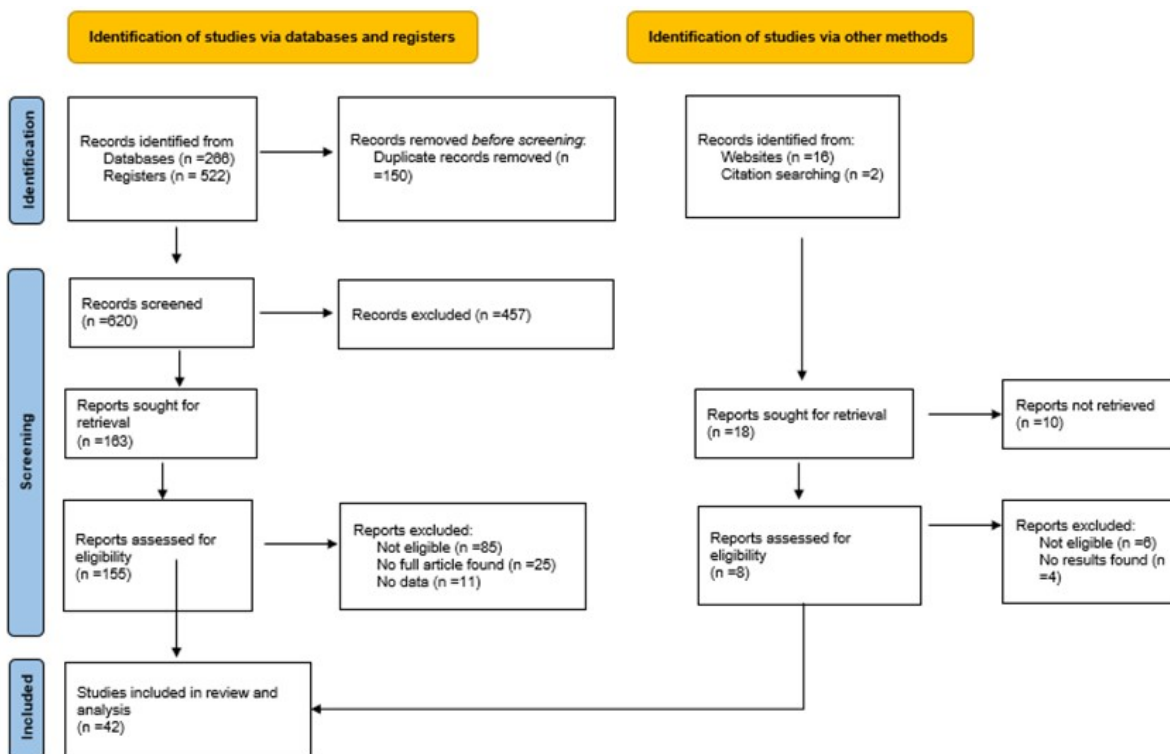 Identification of studies via databases and registers
Identification of studies via other methods
Identification
Records identified from
Databases (n =266)
Registers (n = 522)
Records removed before screening:
Duplicate records removed (n
=150)
Records identified from:
Websites (n =16)
Citation searching (n =2)
Screening
Records screened
(n =620)
Records excluded (n =457)
Reports sought for
retrieval
(n =163)
Reports sought for retrieval
(n =18)
Reports not retrieved
(n =10)
Reports assessed for
eligibility
(n =155)
Reports excluded:
Not eligible (n =85)
No full article found (n =25)
No data (n =11)
Reports assessed for
eligibility
(n =8)
Reports excluded:
Not eligible (n =6)
No results found (n
=4)
Included
Studies included in review and
analysis
(n =42)